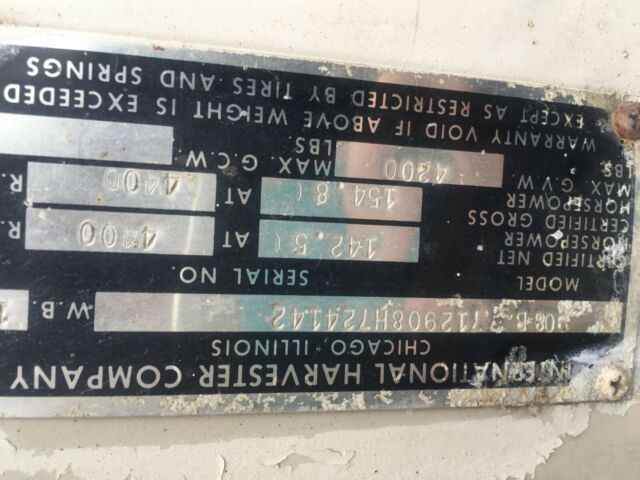 INTERNATIONAL HARVESTER COMPANY
CHICAGO, ILLINOIS
712908H724142 W.B. 1
MODEL SERIAL NO.
CERTIFIED NET HORSEPOWER 142.5( AT 4400 R.
CERTIFIED GROSS HORSEPOWER 154.8( AT 4400 R.
MAX. G.V.W. LBS 4200 MAX. G.C.W. LBS
WARRANTY VOID IF ABOVE WEIGHT IS EXCEEDED
EXCEPT AS RESTRICTED BY TIRES AND SPRINGS